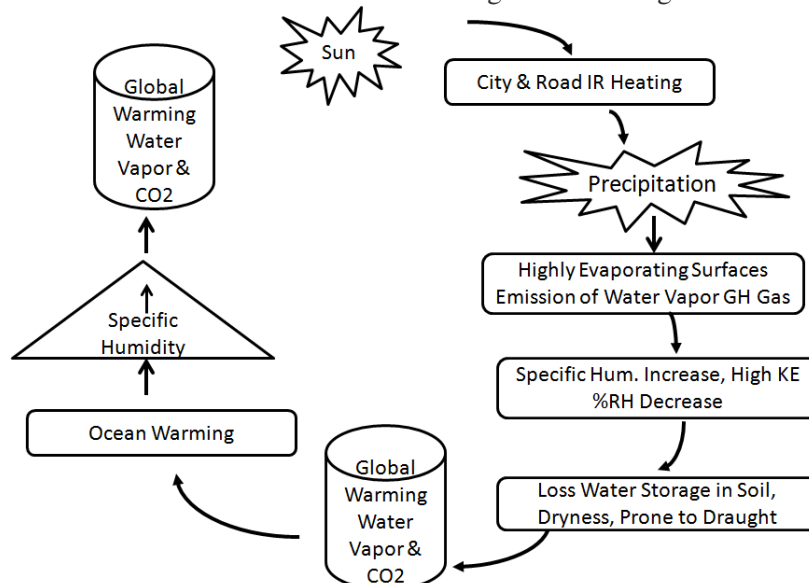 Sun
City & Road IR Heating
Precipitation
Highly Evaporating Surfaces
Emission of Water Vapor GH Gas
Specific Hum. Increase, High KE
%RH Decrease
Loss Water Storage in Soil,
Dryness, Prone to Draught
Global
Warming
Water
Vapor &
CO2
Ocean Warming
Specific
Humidity
Global
Warming
Water
Vapor &
CO2